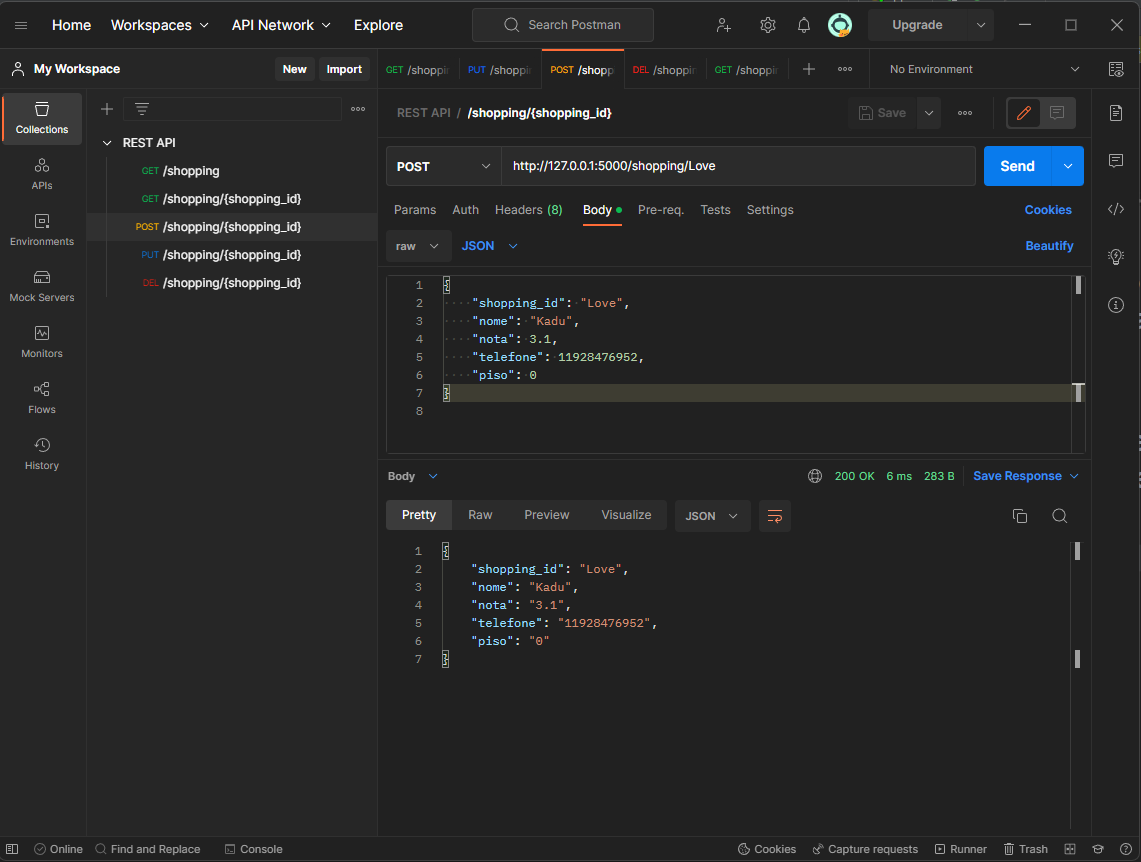 Home Workspaces API Network Explore Search Postman Upgrade
My Workspace New Import GET /shoppi PUT /shoppi POST /shopp DEL /shoppin GET /shoppi No Environment
Collections
APIs
Environments
Mock Servers
Monitors
Flows
History
REST API
GET /shopping
GET /shopping/{shopping_id}
POST /shopping/{shopping_id}
PUT /shopping/{shopping_id}
DEL /shopping/{shopping_id}
REST API / /shopping/{shopping_id} Save
POST http://127.0.0.1:5000/shopping/Love Send
Params Auth Headers (8) Body Pre-req. Tests Settings Cookies
raw JSON Beautify
1 {
2 "shopping_id": "Love",
3 "nome": "Kadu",
4 "nota": 3.1,
5 "telefone": 11928476952,
6 "piso": 0
7 }
8
Body 200 OK 6 ms 283 B Save Response
Pretty Raw Preview Visualize JSON
1 {
2 "shopping_id": "Love",
3 "nome": "Kadu",
4 "nota": "3.1",
5 "telefone": "11928476952",
6 "piso": "0"
7 }
Online Find and Replace Console Cookies Capture requests Runner Trash